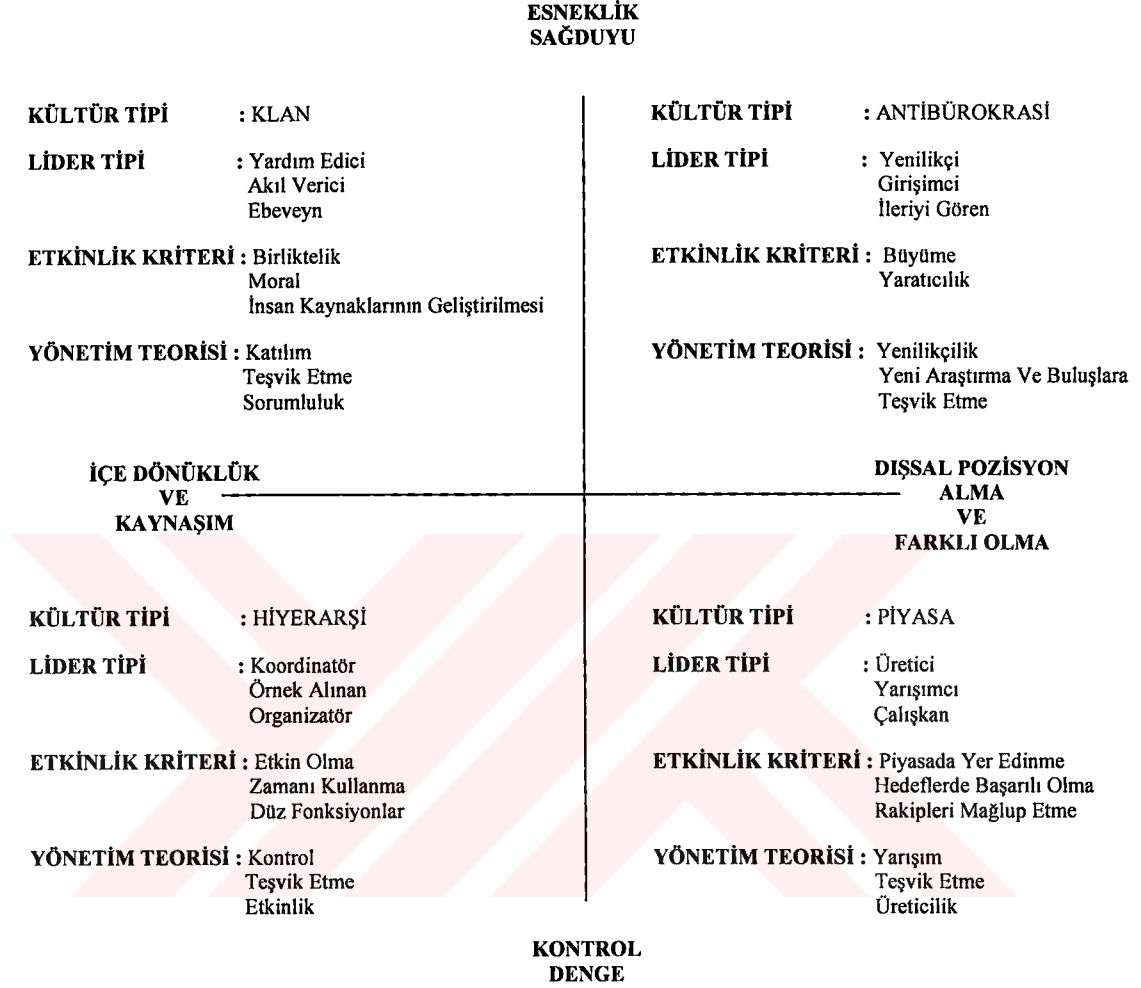 ESNEKLİK
SAĞDUYU
KÜLTÜR TİPİ : KLAN
LİDER TİPİ : Yardım Edici
Akıl Verici
Ebeveyn
ETKİNLİK KRİTERİ : Birliktelik
Moral
İnsan Kaynaklarının Geliştirilmesi
YÖNETİM TEORİSİ : Katılım
Teşvik Etme
Sorumluluk
KÜLTÜR TİPİ : ANTİBÜROKRASİ
LİDER TİPİ : Yenilikçi
Girişimci
İleriyi Gören
ETKİNLİK KRİTERİ : Büyüme
Yaratıcılık
YÖNETİM TEORİSİ : Yenilikçilik
Yeni Araştırma Ve Buluşlara
Teşvik Etme
İÇE DÖNÜKLÜK
VE
KAYNAŞIM
DIŞSAL POZİSYON
ALMA
VE
FARKLI OLMA
KÜLTÜR TİPİ : HİYERARŞİ
LİDER TİPİ : Koordinatör
Örnek Alınan
Organizatör
ETKİNLİK KRİTERİ : Etkin Olma
Zamanı Kullanma
Düz Fonksiyonlar
YÖNETİM TEORİSİ : Kontrol
Teşvik Etme
Etkinlik
KÜLTÜR TİPİ : PİYASA
LİDER TİPİ : Üretici
Yarışımcı
Çalışkan
ETKİNLİK KRİTERİ : Piyasada Yer Edinme
Hedeflerde Başarılı Olma
Rakipleri Mağlup Etme
YÖNETİM TEORİSİ : Yarışım
Teşvik Etme
Üreticilik
KONTROL
DENGE